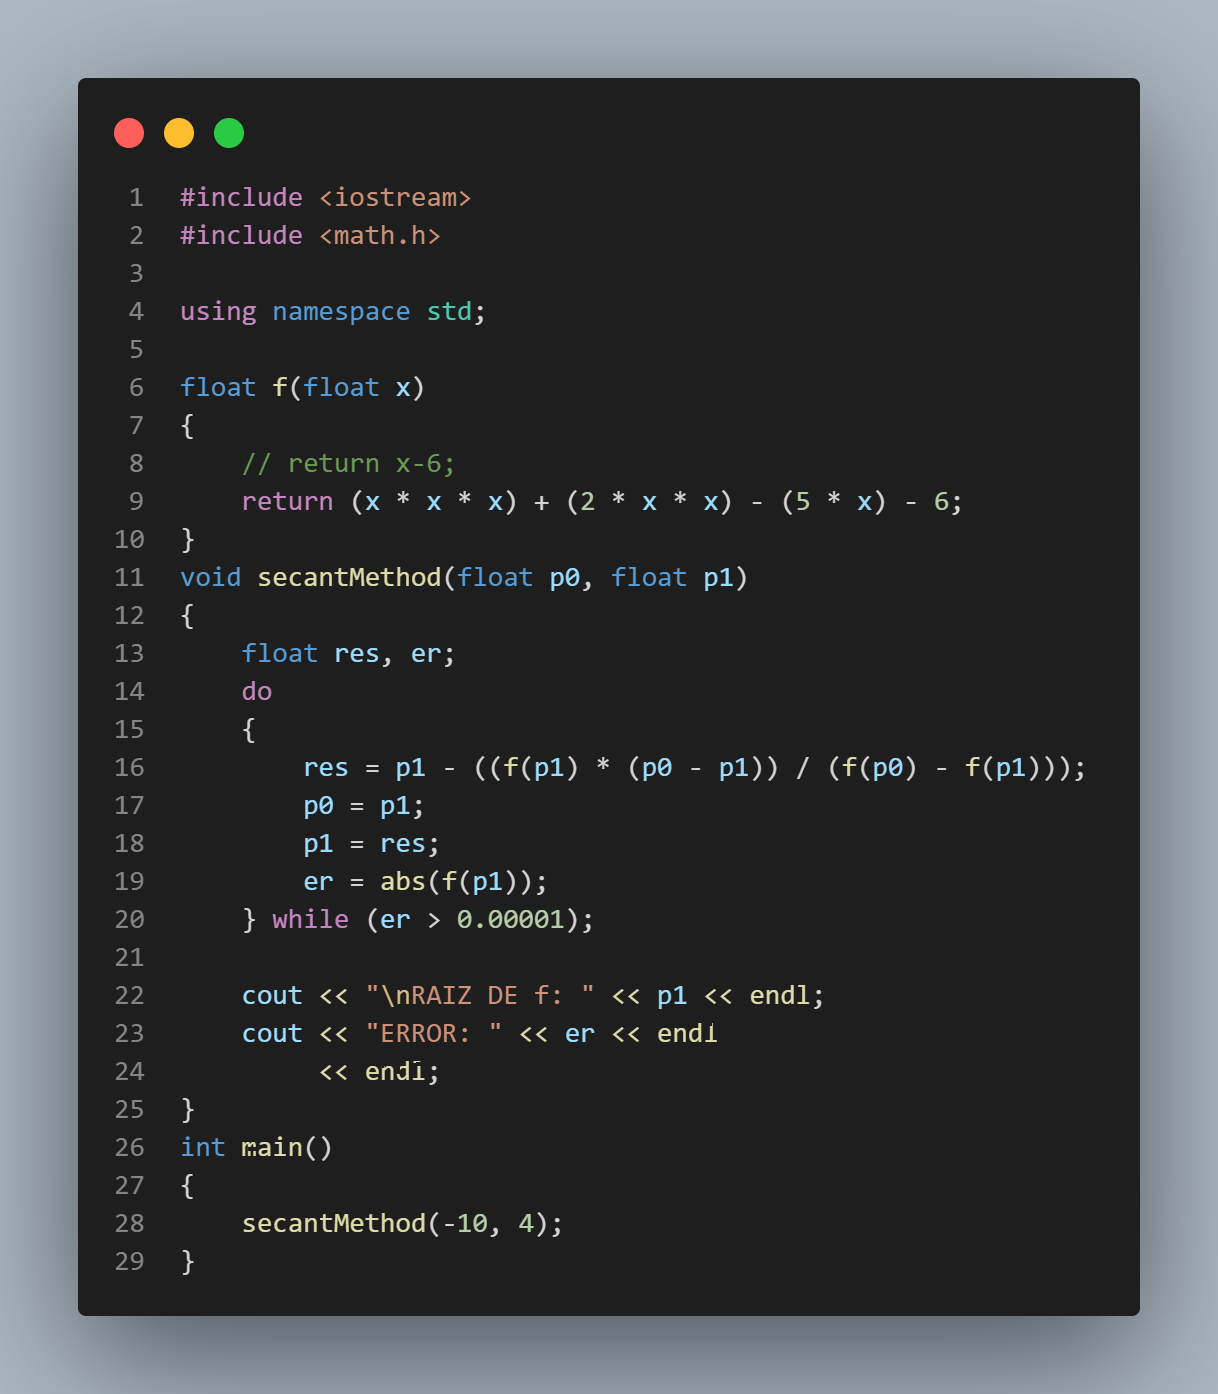 1 #include <iostream>
2 #include <math.h>
3
4 using namespace std;
5
6 float f(float x)
7 {
8     // return x-6;
9     return (x * x * x) + (2 * x * x) - (5 * x) - 6;
10 }
11 void secantMethod(float p0, float p1)
12 {
13     float res, er;
14     do
15     {
16         res = p1 - ((f(p1) * (p0 - p1)) / (f(p0) - f(p1)));
17         p0 = p1;
18         p1 = res;
19         er = abs(f(p1));
20     } while (er > 0.00001);
21
22     cout << "\nRAIZ DE f: " << p1 << endl;
23     cout << "ERROR: " << er << endl
24          << endl;
25 }
26 int main()
27 {
28     secantMethod(-10, 4);
29 }